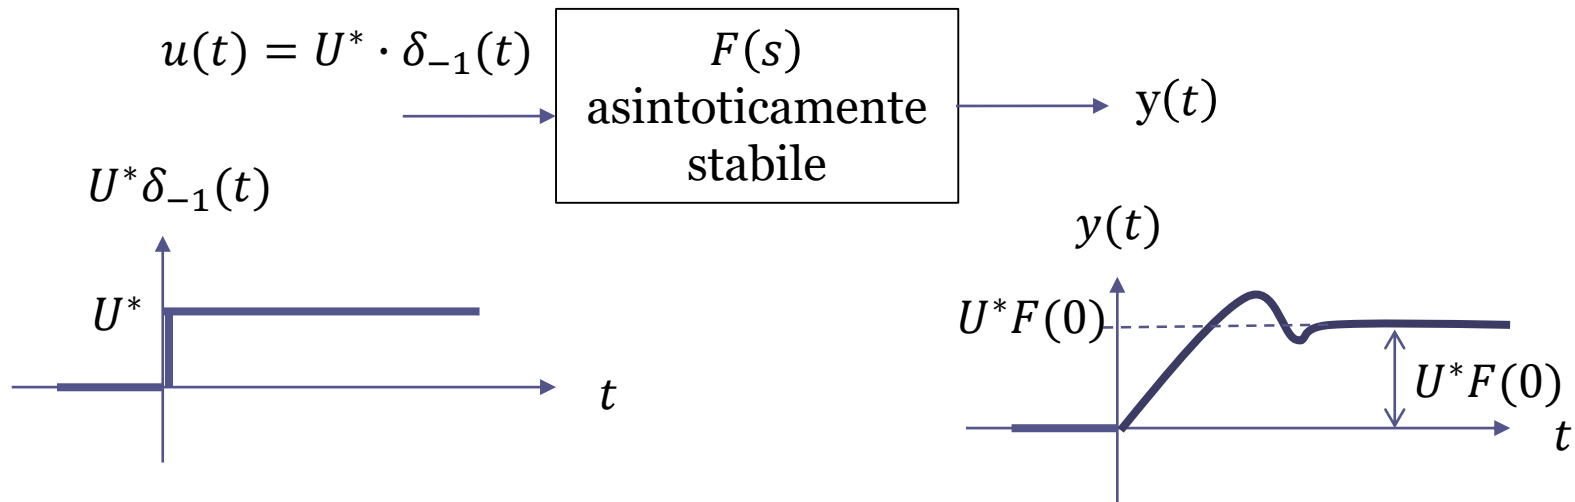 u(t) = U* · δ₋₁(t)
F(s)
asintoticamente
stabile
y(t)
U*δ₋₁(t)
U*
t
y(t)
U*F(0)
U*F(0)
t